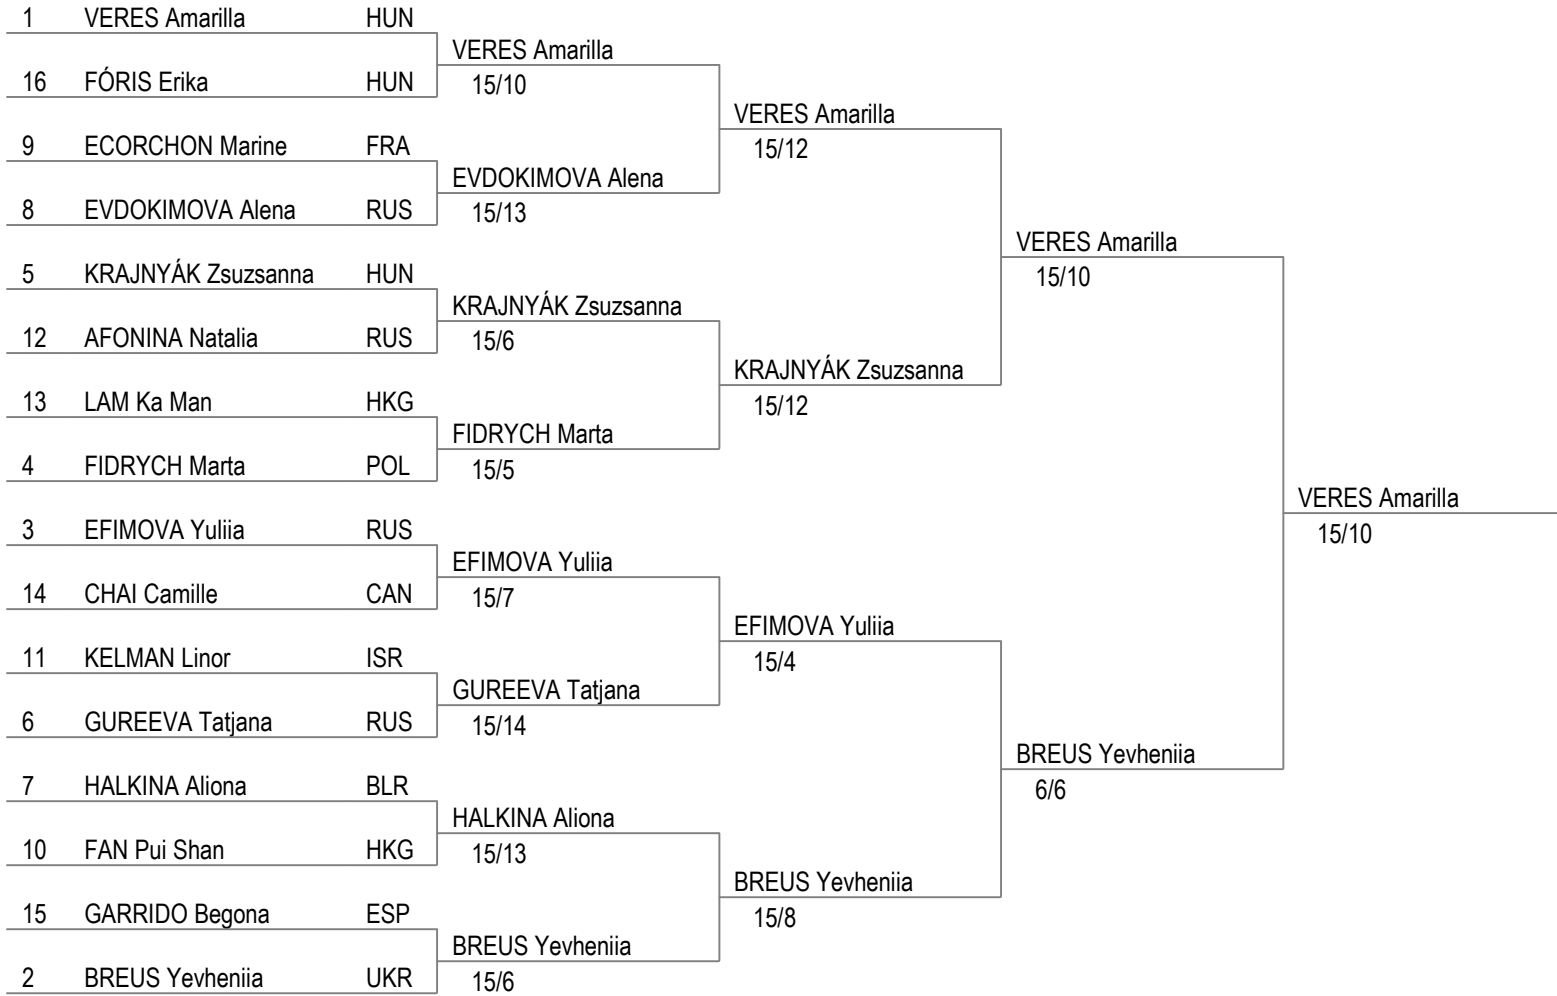 1 VERES Amarilla HUN
VERES Amarilla
16 FÓRIS Erika HUN
15/10
VERES Amarilla
9 ECORCHON Marine FRA
15/12
EVDOKIMOVA Alena
8 EVDOKIMOVA Alena RUS
15/13
VERES Amarilla
5 KRAJNYÁK Zsuzsanna HUN
15/10
KRAJNYÁK Zsuzsanna
12 AFONINA Natalia RUS
15/6
KRAJNYÁK Zsuzsanna
13 LAM Ka Man HKG
15/12
FIDRYCH Marta
4 FIDRYCH Marta POL
15/5
VERES Amarilla
3 EFIMOVA Yuliia RUS
15/10
EFIMOVA Yuliia
14 CHAI Camille CAN
15/7
EFIMOVA Yuliia
11 KELMAN Linor ISR
15/4
GUREEVA Tatjana
6 GUREEVA Tatjana RUS
15/14
BREUS Yevheniia
7 HALKINA Aliona BLR
6/6
HALKINA Aliona
10 FAN Pui Shan HKG
15/13
BREUS Yevheniia
15 GARRIDO Begona ESP
15/8
BREUS Yevheniia
2 BREUS Yevheniia UKR
15/6